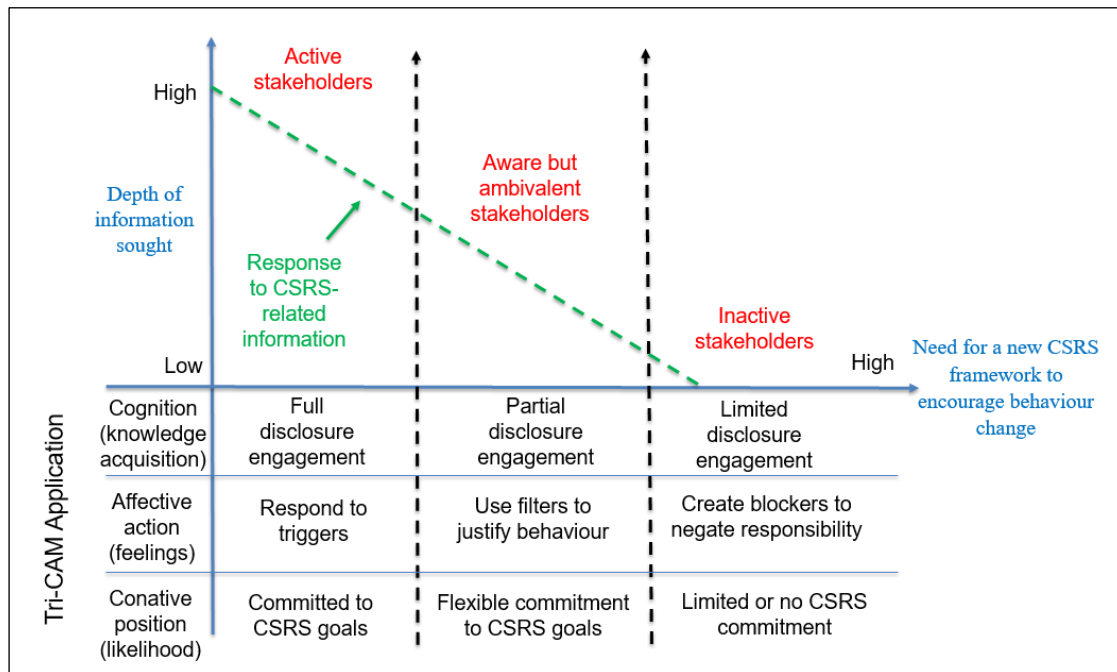 Active
stakeholders
High
Aware but
ambivalent
stakeholders
Depth of
information
sought
Response
to CSRS-
related
information
Inactive
stakeholders
Low
High
Need for a new CSRS
framework to
encourage behaviour
change
Tri-CAM Application
Cognition
(knowledge
acquisition)
Full
disclosure
engagement
Partial
disclosure
engagement
Limited
disclosure
engagement
Affective
action
(feelings)
Respond to
triggers
Use filters to
justify behaviour
Create blockers to
negate responsibility
Conative
position
(likelihood)
Committed to
CSRS goals
Flexible commitment
to CSRS goals
Limited or no CSRS
commitment